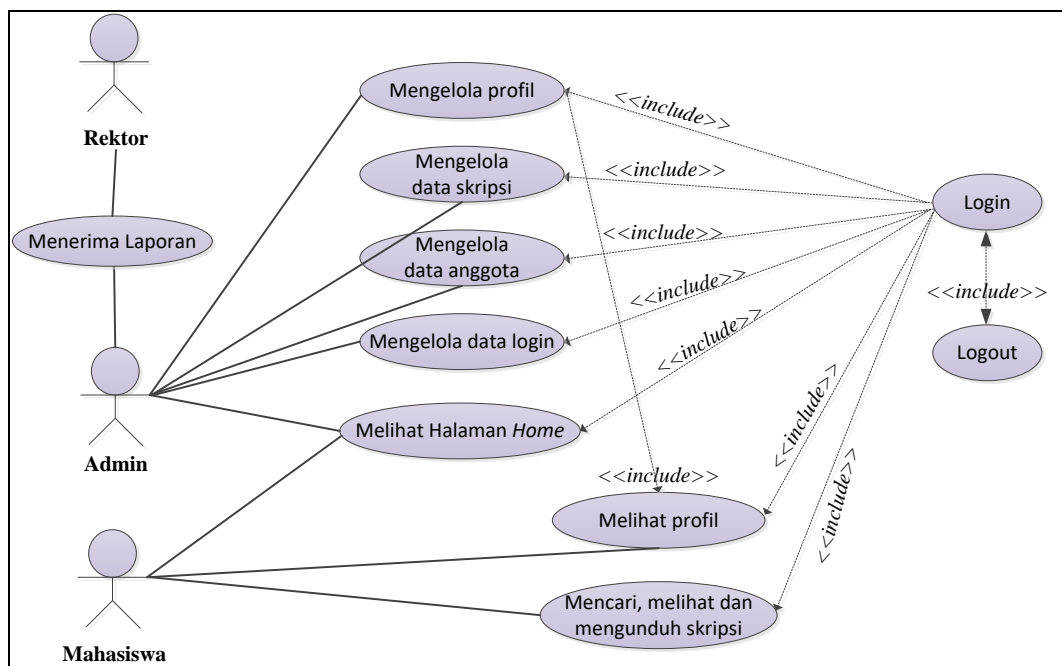 Rektor
Menerima Laporan
Admin
Mahasiswa
Mengelola profil
Mengelola
data skripsi
Mengelola
data anggota
Mengelola data login
Melihat Halaman Home
Melihat profil
Mencari, melihat dan
mengunduh skripsi
<<include>>
<<include>>
<<include>>
<<include>>
<<include>>
<<include>>
<<include>>
<<include>>
Login
<<include>>
Logout